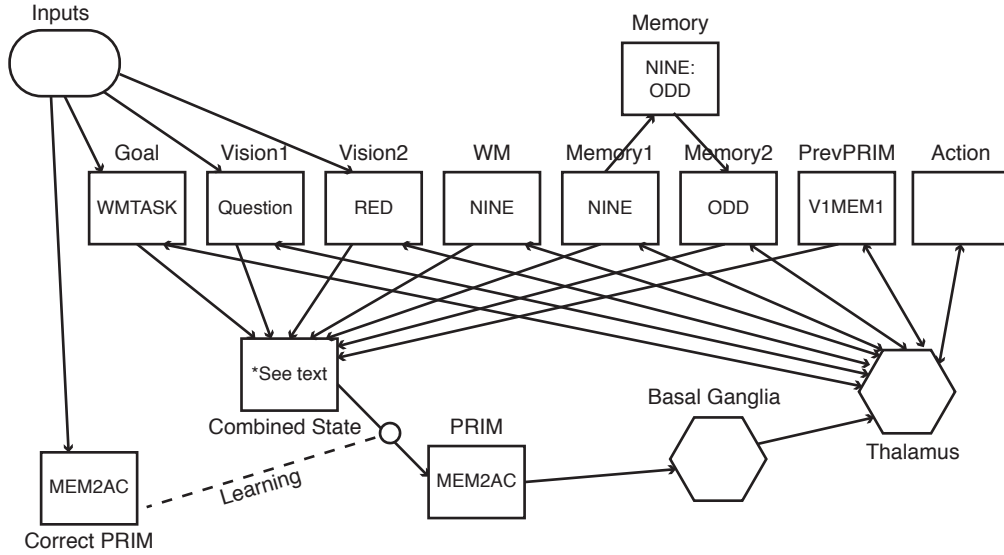 Inputs
Memory
NINE:
ODD
Goal
Vision1
Vision2
WM
Memory1
Memory2
PrevPRIM
Action
WMTASK
Question
RED
NINE
NINE
ODD
V1MEM1
*See text
Combined State
Basal Ganglia
Thalamus
PRIM
MEM2AC
Learning
MEM2AC
Correct PRIM